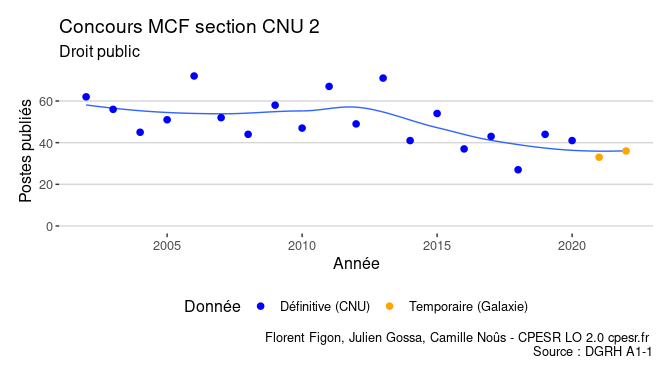 Concours MCF section CNU 2
Droit public
Postes publiés
60
40
20
0
2005 2010 2015 2020
Année
Donnée Définitive (CNU) Temporaire (Galaxie)
Florent Figon, Julien Gossa, Camille Noûs - CPESR LO 2.0 cpesr.fr
Source : DGRH A1-1